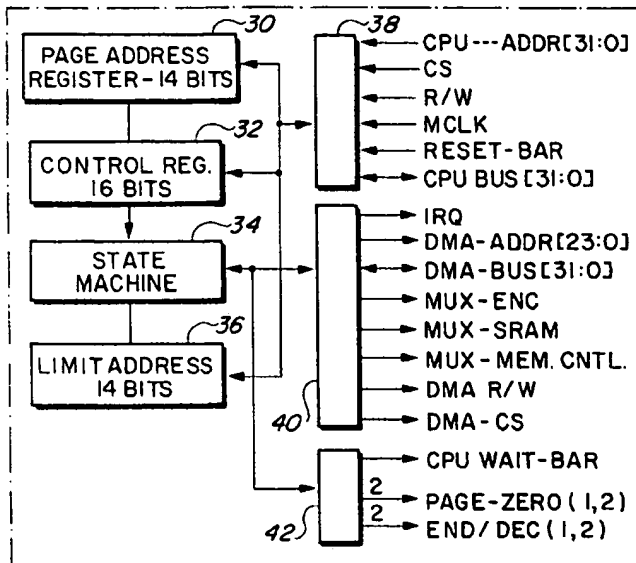 30
PAGE ADDRESS
REGISTER-14 BITS
32
CONTROL REG.
16 BITS
34
STATE
MACHINE
36
LIMIT ADDRESS
14 BITS
38
CPU---ADDR[31:0]
CS
R/W
MCLK
RESET-BAR
CPU BUS[31:0]
40
IRQ
DMA-ADDR[23:0]
DMA-BUS[31:0]
MUX-ENC
MUX-SRAM
MUX-MEM. CNTL.
DMA R/W
DMA-CS
42
CPU WAIT-BAR
2
PAGE-ZERO(1,2)
2
END/DEC(1,2)